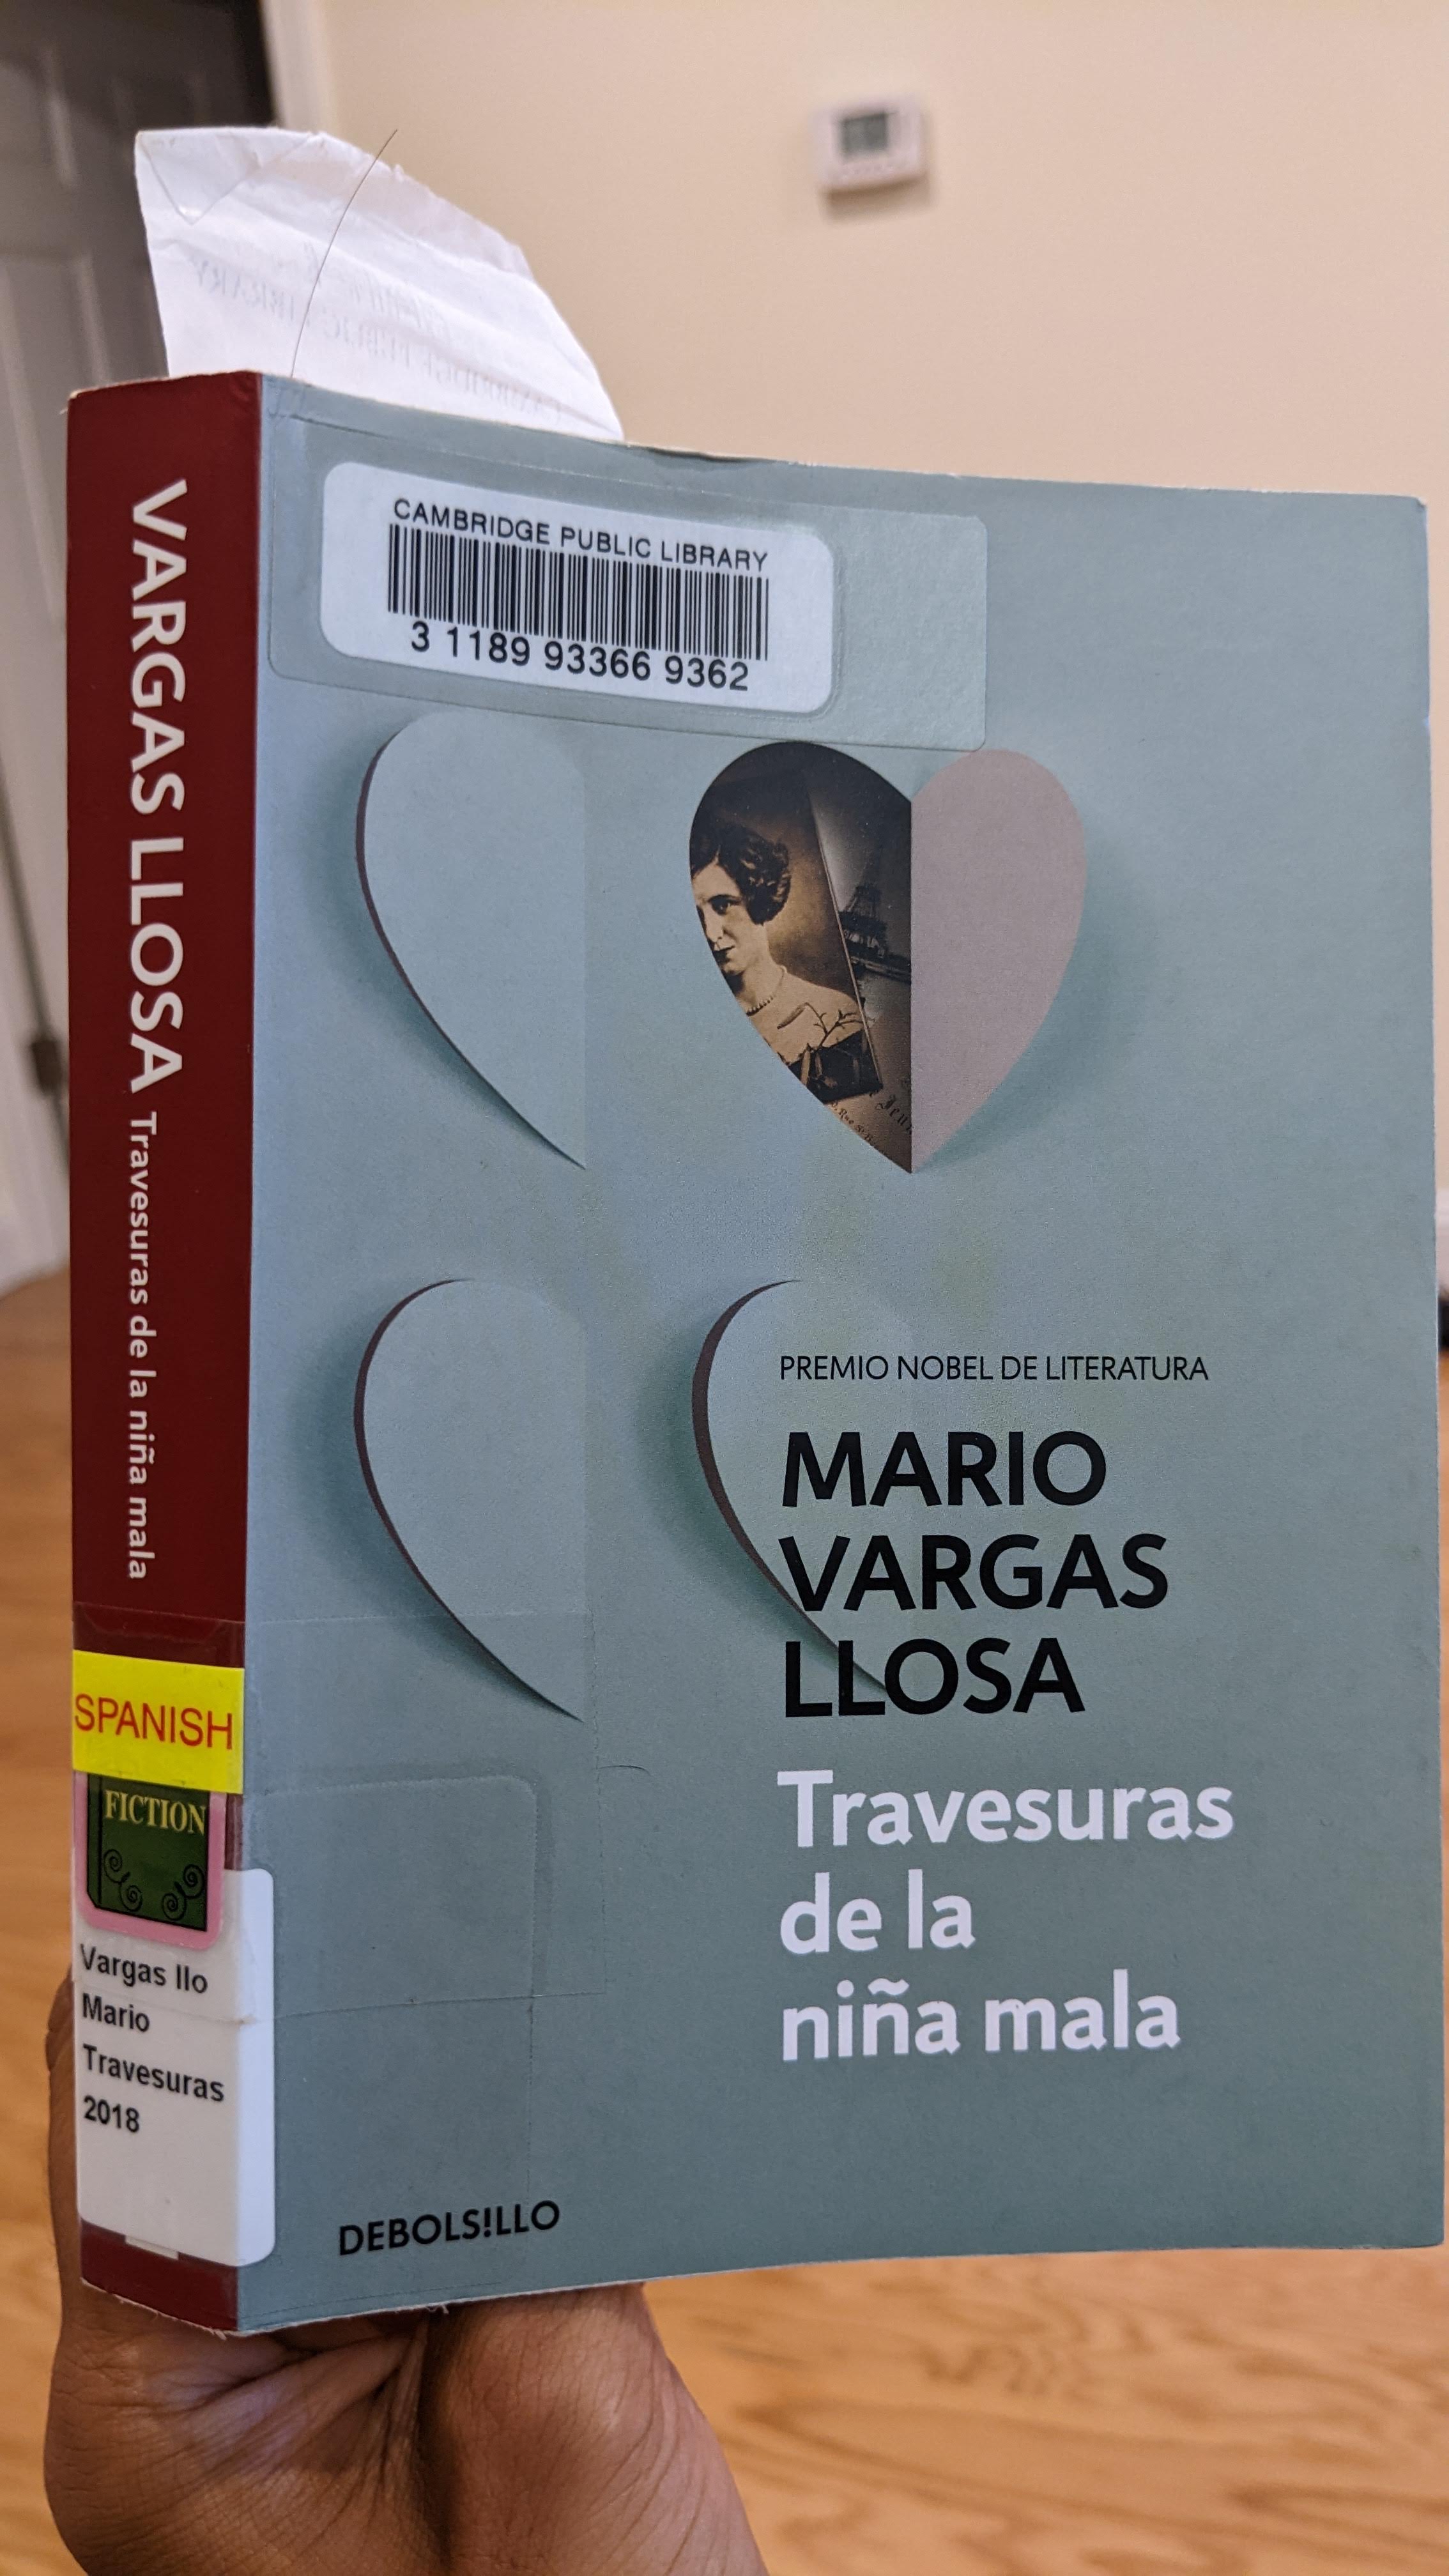 CAMBRIDGE PUBLIC LIBRARY
3 1189 93366 9362
PREMIO NOBEL DE LITERATURA
MARIO
VARGAS
LLOSA
Travesuras
de la
niña mala
DEBOLS!LLO
VARGAS LLOSA Travesuras de la niña mala
SPANISH
FICTION
Vargas llo
Mario
Travesuras
2018